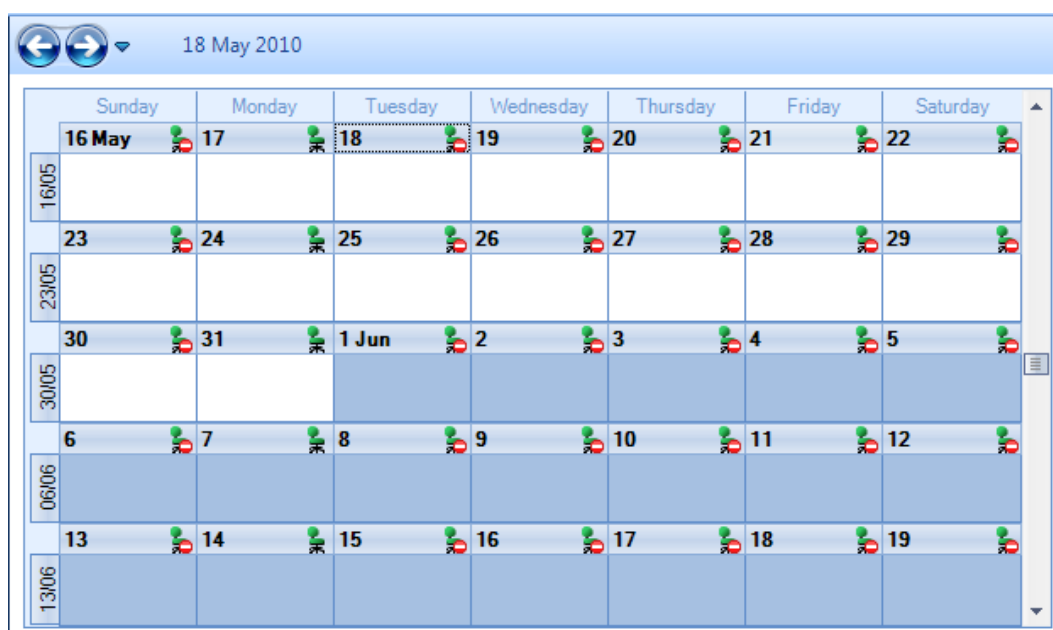 18 May 2010
Sunday Monday Tuesday Wednesday Thursday Friday Saturday
16 May 17 18 19 20 21 22
16/05
23 24 25 26 27 28 29
23/05
30 31 1 Jun 2 3 4 5
30/05
6 7 8 9 10 11 12
06/06
13 14 15 16 17 18 19
13/06